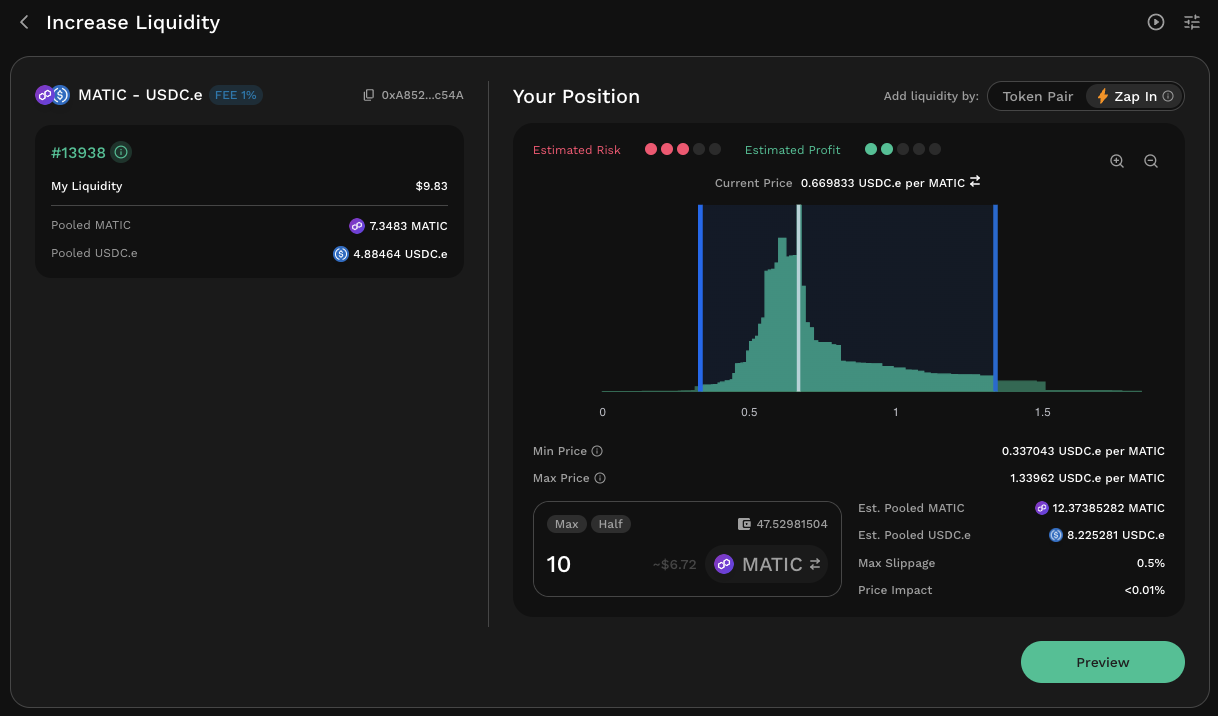 Increase Liquidity
MATIC - USDC.e FEE 1% 0xA852...c54A
#13938
My Liquidity $9.83
Pooled MATIC 7.3483 MATIC
Pooled USDC.e 4.88464 USDC.e
Your Position
Add liquidity by: Token Pair Zap In
Estimated Risk Estimated Profit
Current Price 0.669833 USDC.e per MATIC
0 0.5 1 1.5
Min Price 0.337043 USDC.e per MATIC
Max Price 1.33962 USDC.e per MATIC
Max Half 47.52981504
10 ~$6.72 MATIC
Est. Pooled MATIC 12.37385282 MATIC
Est. Pooled USDC.e 8.225281 USDC.e
Max Slippage 0.5%
Price Impact <0.01%
Preview